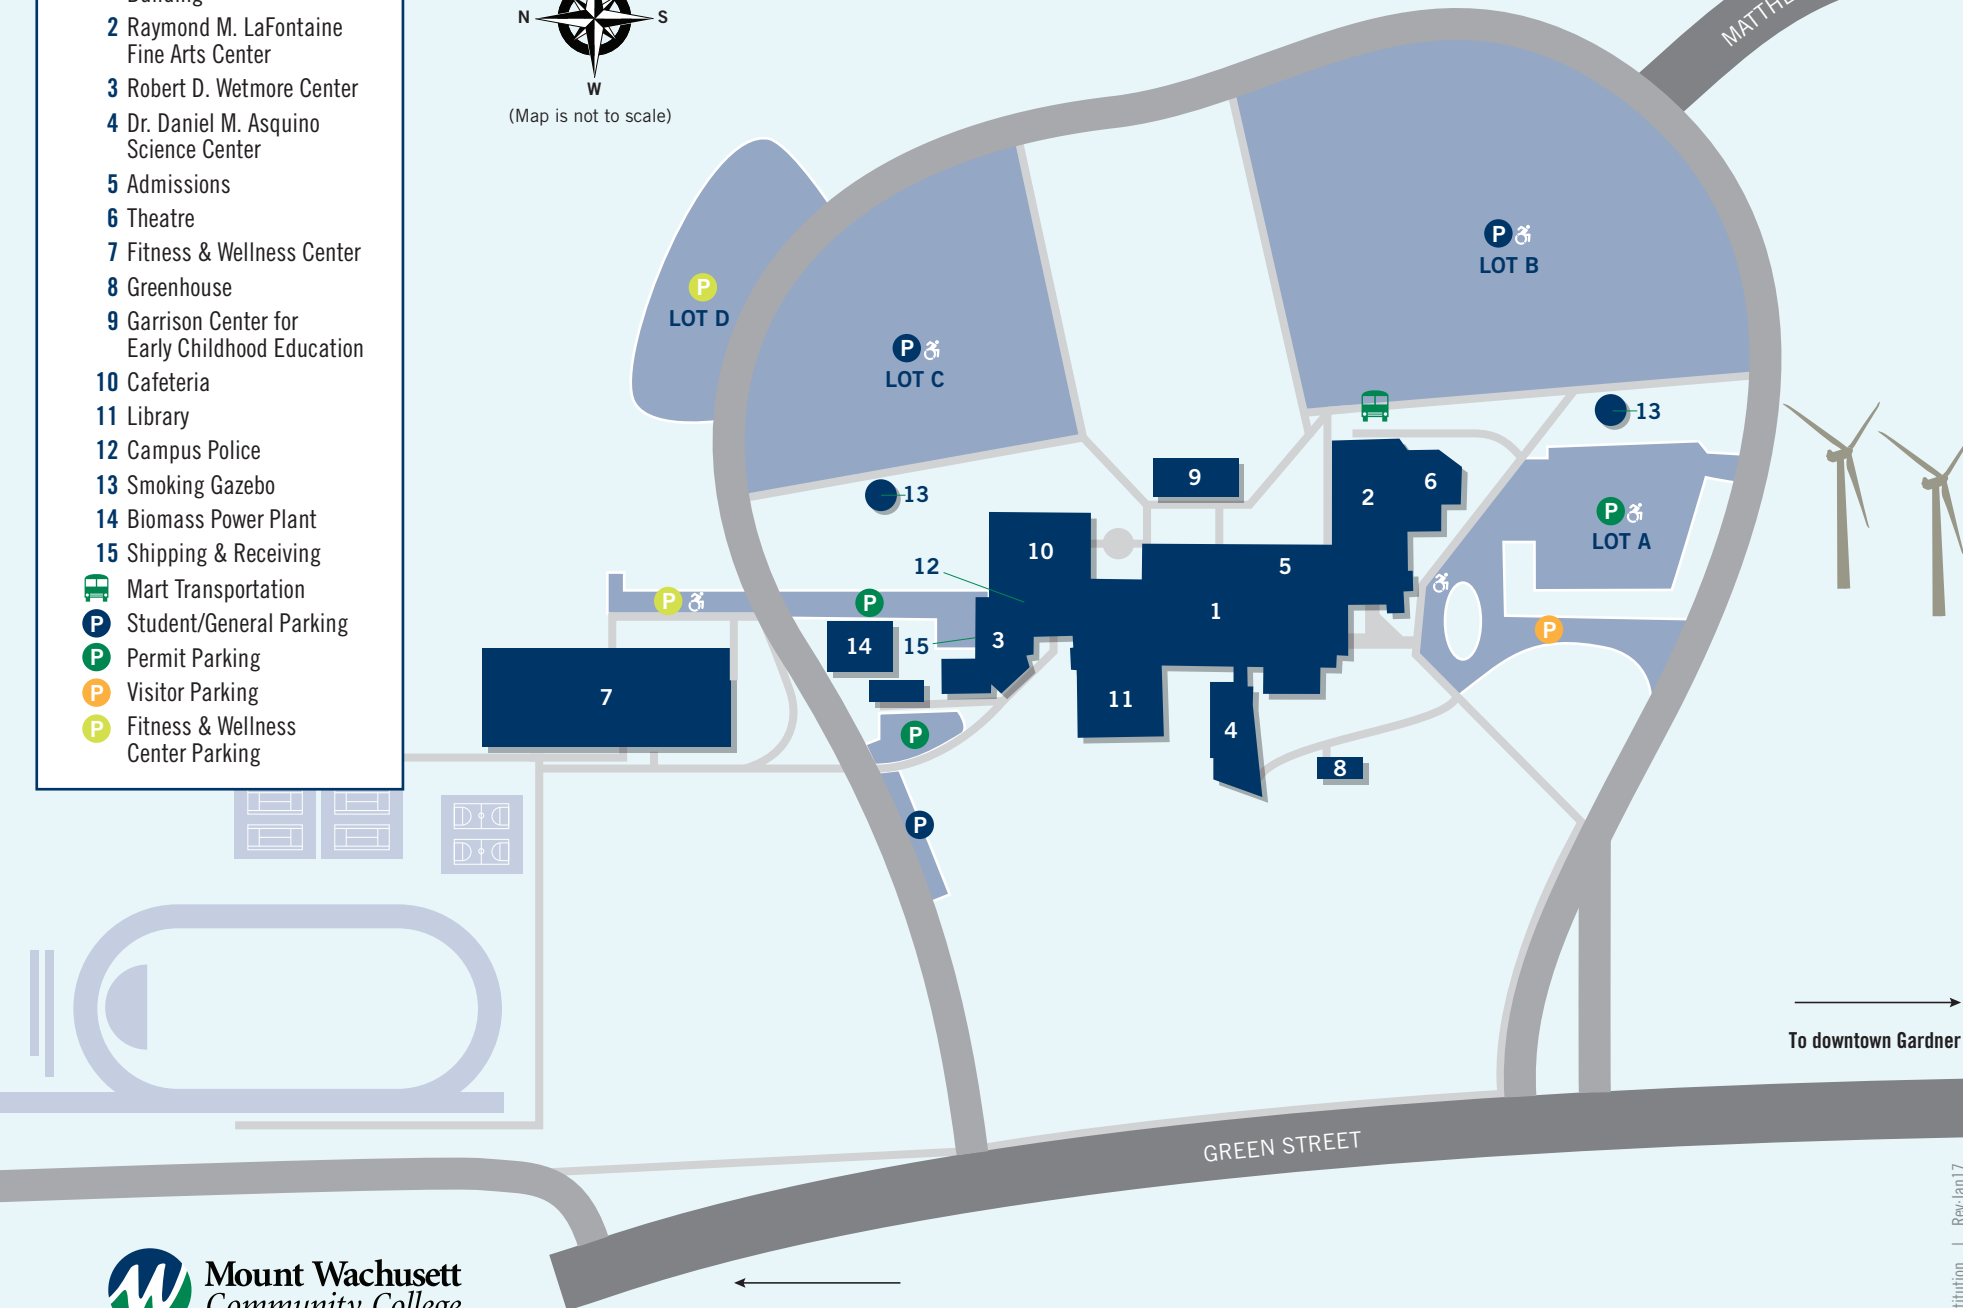 2 Raymond M. LaFontaine
Fine Arts Center
3 Robert D. Wetmore Center
4 Dr. Daniel M. Asquino
Science Center
5 Admissions
6 Theatre
7 Fitness & Wellness Center
8 Greenhouse
9 Garrison Center for
Early Childhood Education
10 Cafeteria
11 Library
12 Campus Police
13 Smoking Gazebo
14 Biomass Power Plant
15 Shipping & Receiving
Mart Transportation
P Student/General Parking
P Permit Parking
P Visitor Parking
P Fitness & Wellness
Center Parking
N S
W
(Map is not to scale)
P
LOT D
P
LOT C
P
LOT B
13
13
9
2
6
P
LOT A
10
12
5
1
P
P
14
15
3
P
7
11
4
P
8
P
To downtown Gardner
GREEN STREET
Mount Wachusett
Community College